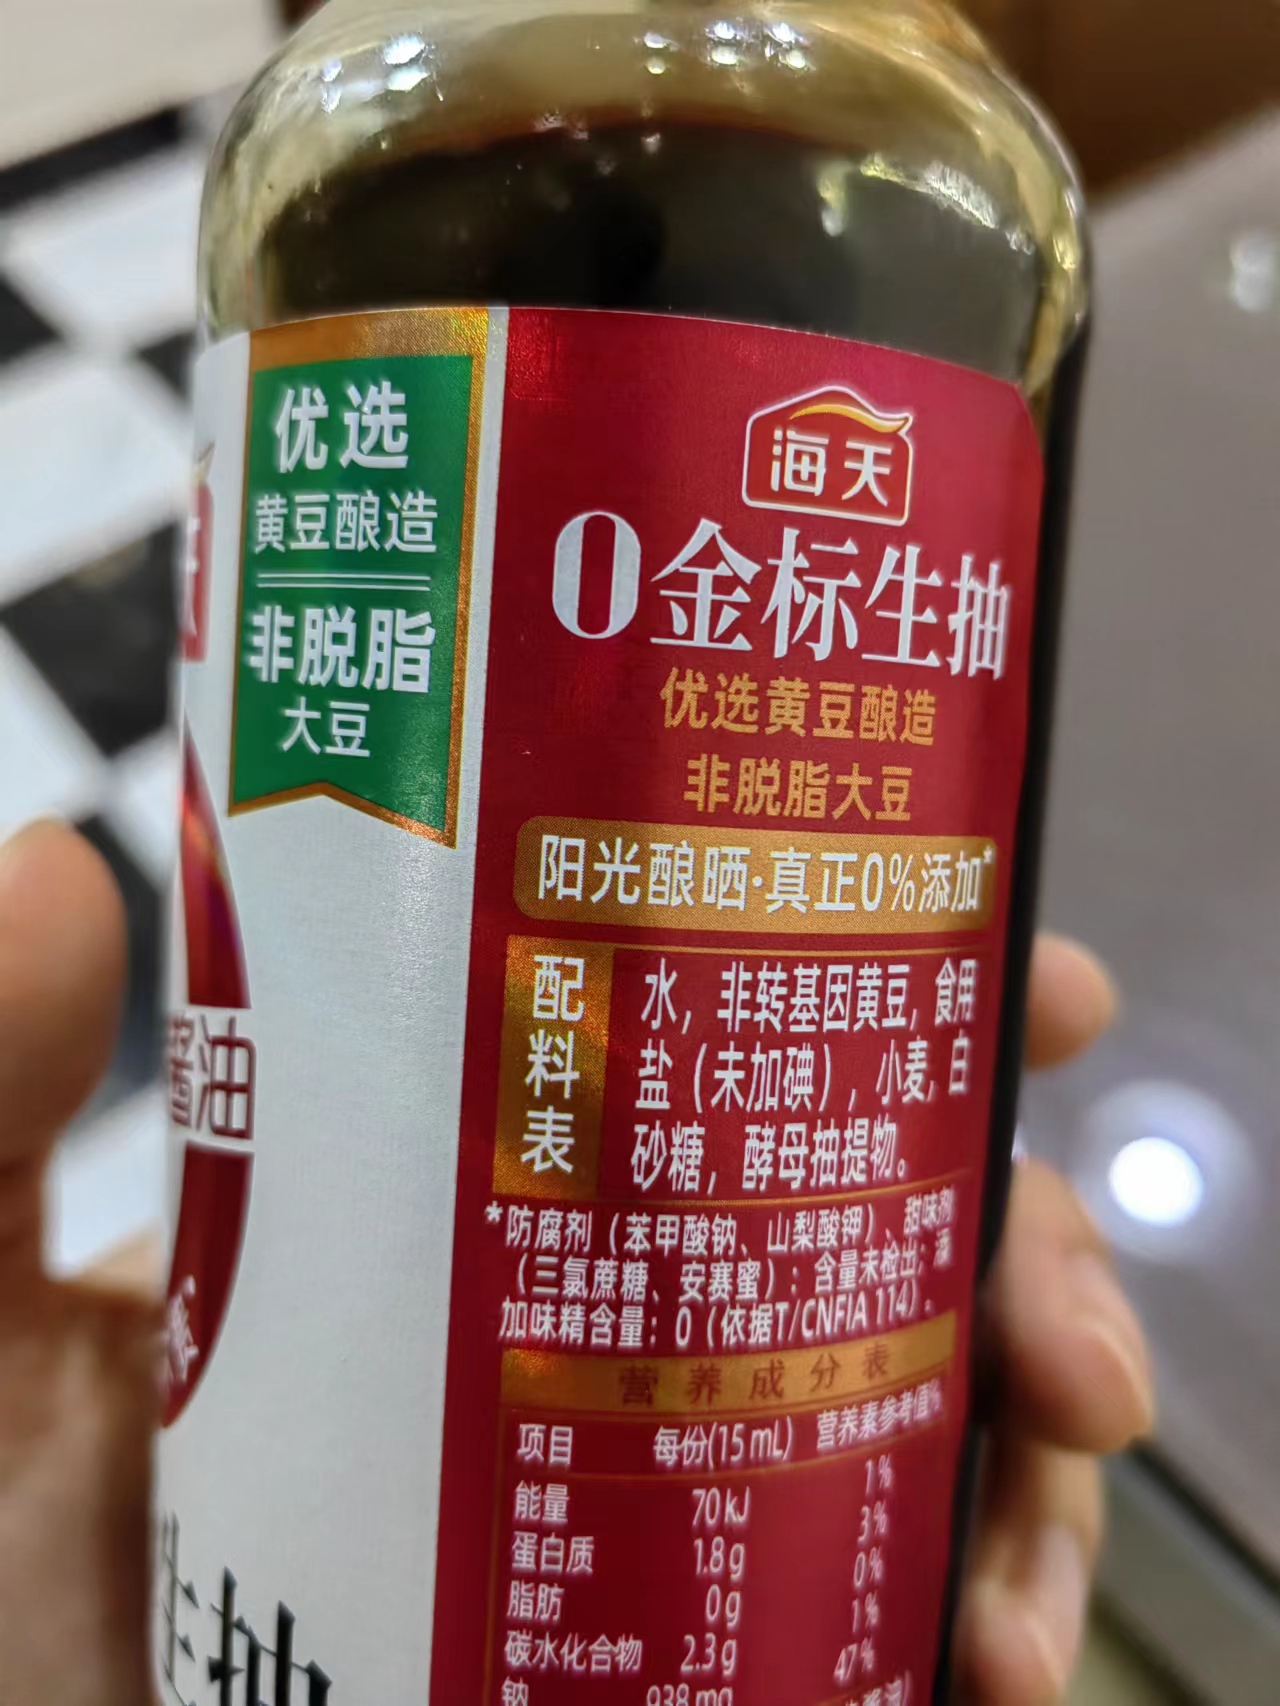 优选
黄豆酿造
非脱脂
大豆
酱油
生抽
海天
0金标生抽
优选黄豆酿造
非脱脂大豆
阳光酿晒·真正0%添加*
配料表
水，非转基因黄豆，食用
盐（未加碘），小麦，白
砂糖，酵母抽提物。
*防腐剂（苯甲酸钠、山梨酸钾）、甜味剂
（三氯蔗糖、安赛蜜）：含量未检出；添
加味精含量：0（依据T/CNFIA 114）。
营养成分表
项目 每份(15mL) 营养素参考值%
能量 70kJ 1%
蛋白质 1.8g 3%
脂肪 0g 0%
碳水化合物 2.3g 1%
钠 938mg 47%